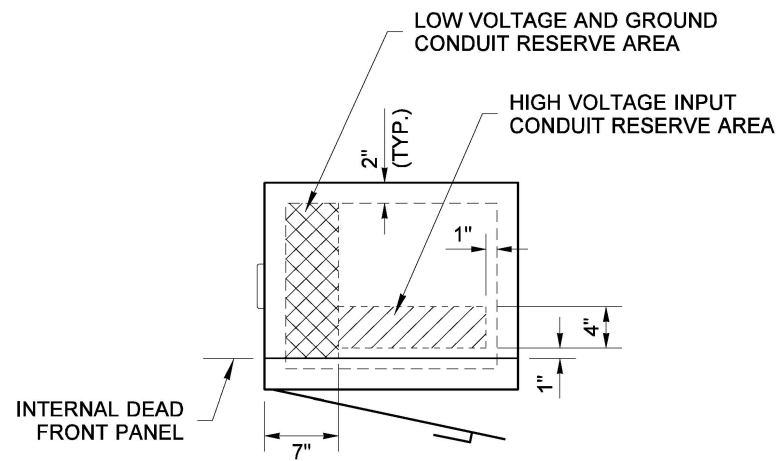 LOW VOLTAGE AND GROUND
CONDUIT RESERVE AREA
HIGH VOLTAGE INPUT
CONDUIT RESERVE AREA
2"
(TYP.)
1"
4"
1"
INTERNAL DEAD
FRONT PANEL
7"